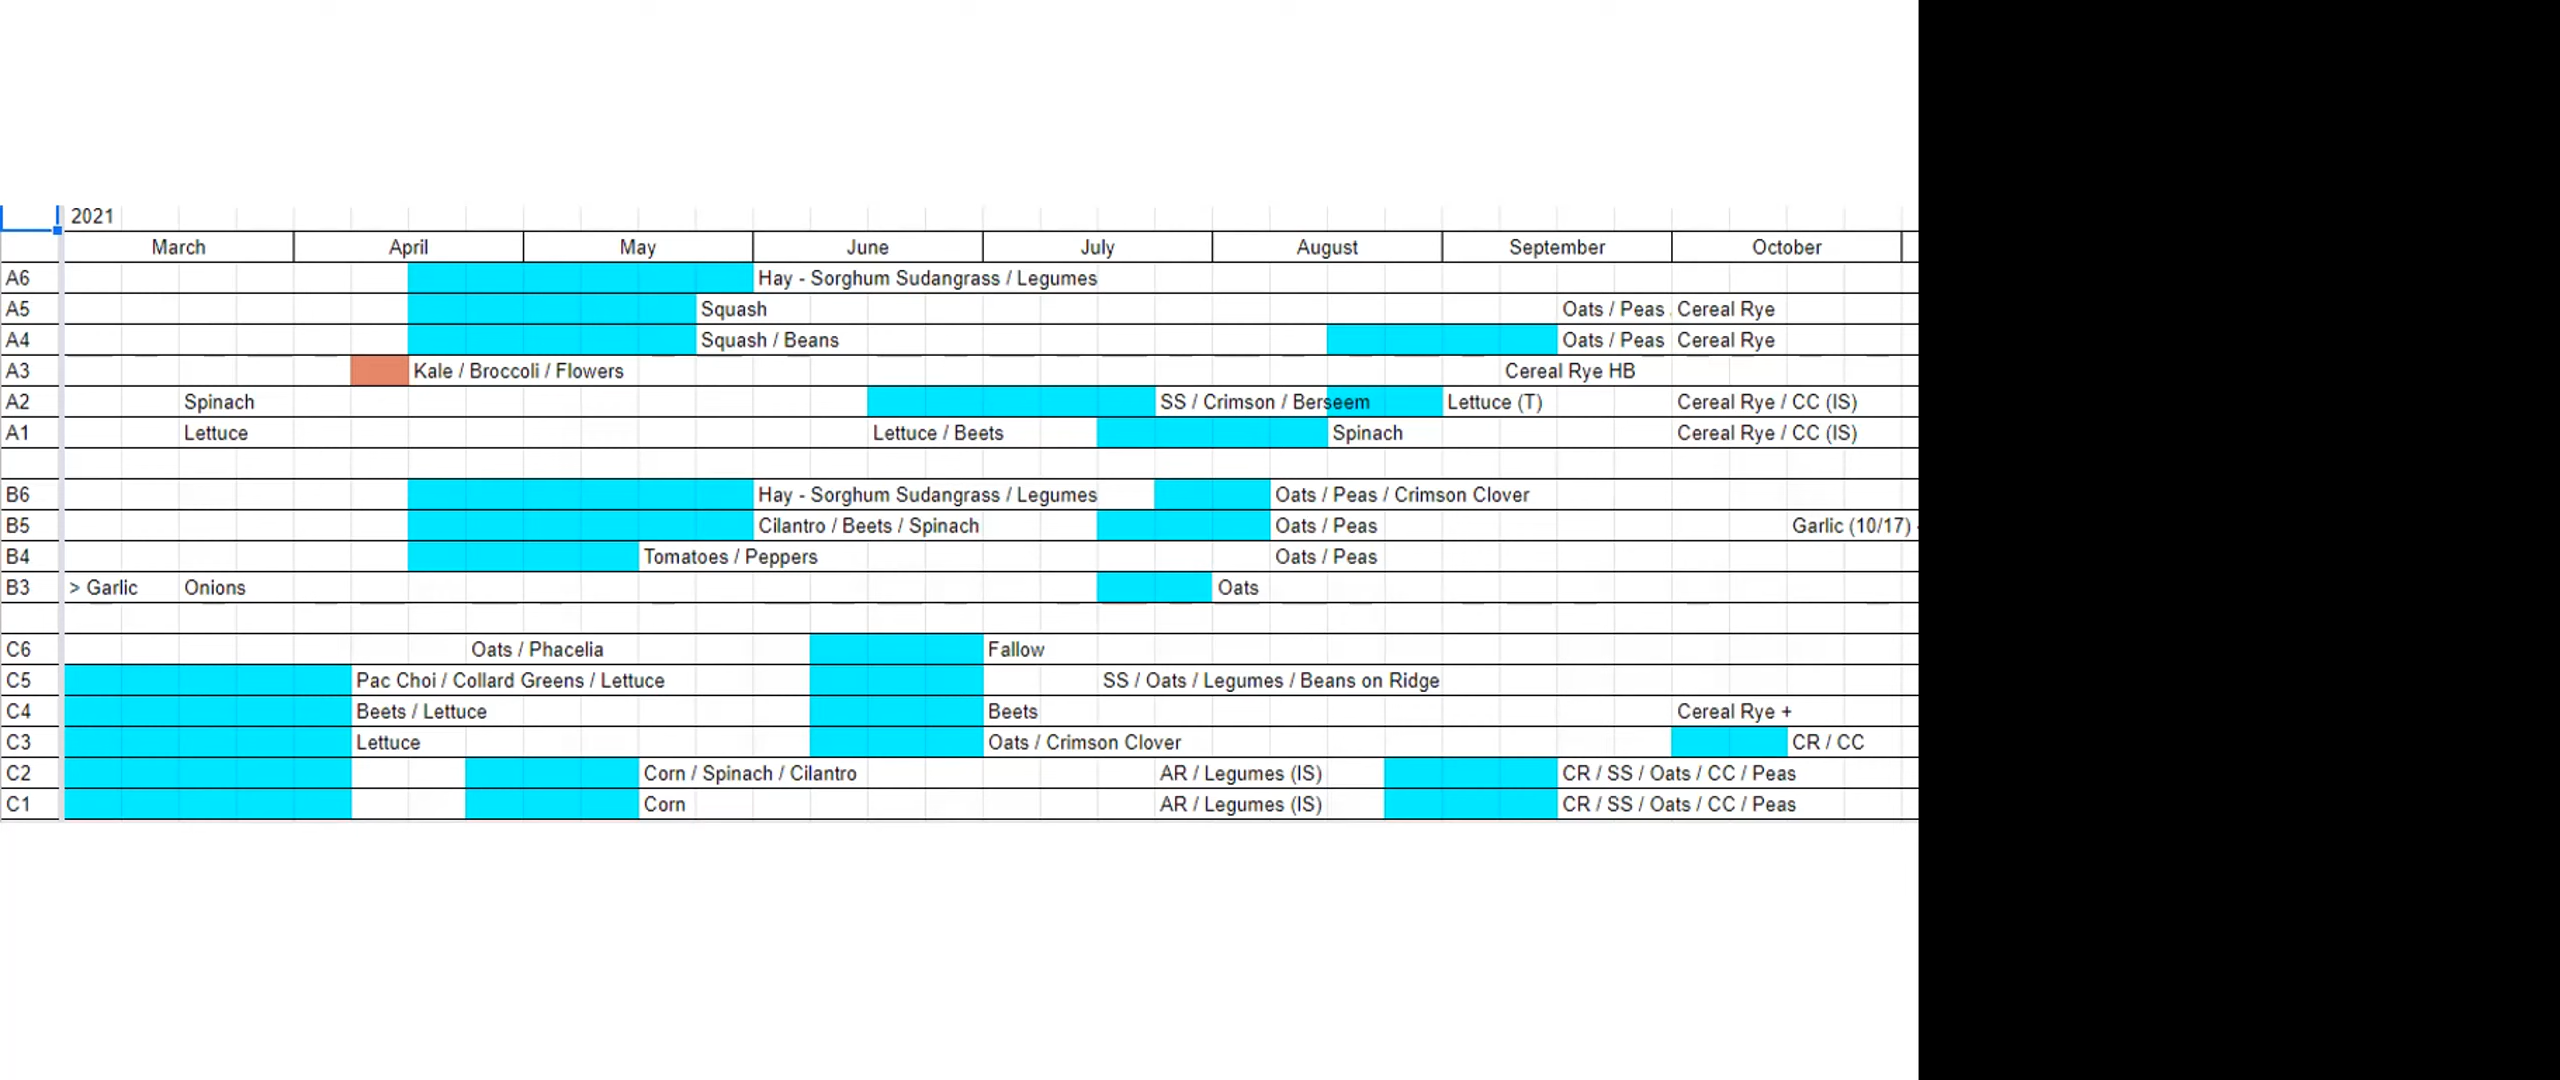 2021
March April May June July August September October
A6 Hay - Sorghum Sudangrass / Legumes
A5 Squash Oats / Peas Cereal Rye
A4 Squash / Beans Oats / Peas Cereal Rye
A3 Kale / Broccoli / Flowers Cereal Rye HB
A2 Spinach SS / Crimson / Berseem Lettuce (T) Cereal Rye / CC (IS)
A1 Lettuce Lettuce / Beets Spinach Cereal Rye / CC (IS)
B6 Hay - Sorghum Sudangrass / Legumes Oats / Peas / Crimson Clover
B5 Cilantro / Beets / Spinach Oats / Peas Garlic (10/17)
B4 Tomatoes / Peppers Oats / Peas
B3 > Garlic Onions Oats
C6 Oats / Phacelia Fallow
C5 Pac Choi / Collard Greens / Lettuce SS / Oats / Legumes / Beans on Ridge
C4 Beets / Lettuce Beets Cereal Rye +
C3 Lettuce Oats / Crimson Clover CR / CC
C2 Corn / Spinach / Cilantro AR / Legumes (IS) CR / SS / Oats / CC / Peas
C1 Corn AR / Legumes (IS) CR / SS / Oats / CC / Peas